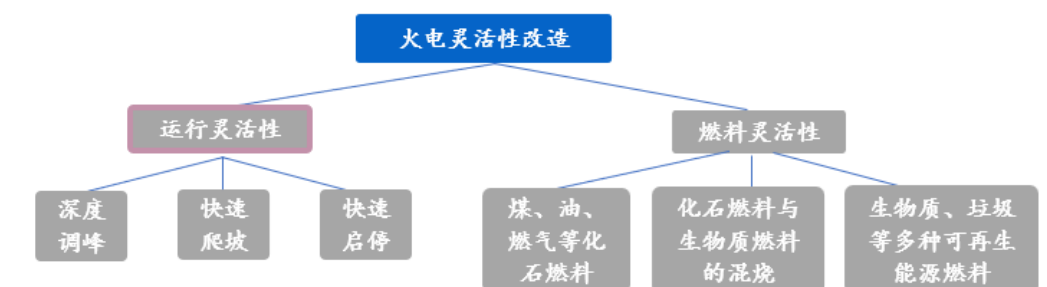 火电灵活性改造
运行灵活性
燃料灵活性
深度
调峰
快速
爬坡
快速
启停
煤、油、
燃气等化
石燃料
化石燃料与
生物质燃料
的混烧
生物质、垃圾
等多种可再生
能源燃料